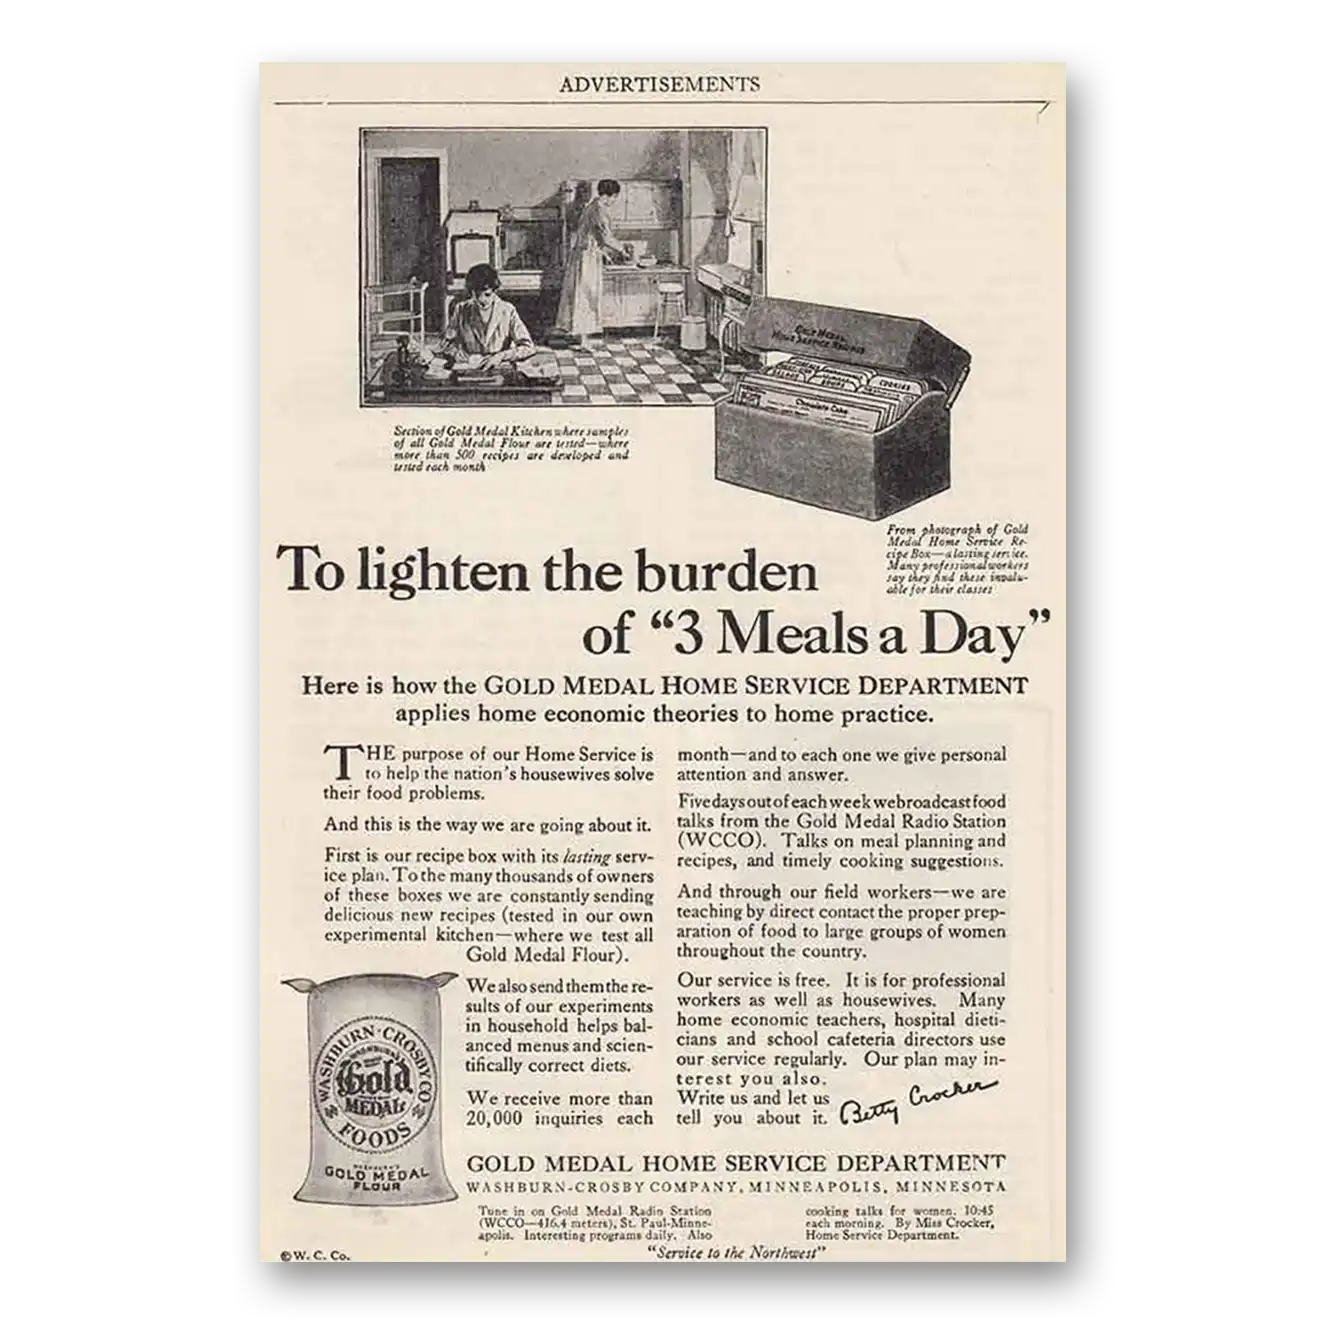 ADVERTISEMENTS
GOLD MEDAL
HOME SERVICE RECIPES
COOKIES
Chocolate Cake
Section of Gold Medal Kitchen where samples
of all Gold Medal Flour are tested—where
more than 500 recipes are developed and
tested each month
From photograph of Gold
Medal Home Service Re-
cipe Box—a lasting service.
Many professional workers
say they find these invalu-
able for their classes
To lighten the burden
of “3 Meals a Day”
Here is how the GOLD MEDAL HOME SERVICE DEPARTMENT
applies home economic theories to home practice.
THE purpose of our Home Service is
to help the nation's housewives solve
their food problems.
And this is the way we are going about it.
First is our recipe box with its lasting serv-
ice plan. To the many thousands of owners
of these boxes we are constantly sending
delicious new recipes (tested in our own
experimental kitchen—where we test all
Gold Medal Flour).
We also send them the re-
sults of our experiments
in household helps bal-
anced menus and scien-
tifically correct diets.
We receive more than
20,000 inquiries each
month—and to each one we give personal
attention and answer.
Five days out of each week we broadcast food
talks from the Gold Medal Radio Station
(WCCO). Talks on meal planning and
recipes, and timely cooking suggestions.
And through our field workers—we are
teaching by direct contact the proper prep-
aration of food to large groups of women
throughout the country.
Our service is free. It is for professional
workers as well as housewives. Many
home economic teachers, hospital dieti-
cians and school cafeteria directors use
our service regularly. Our plan may in-
terest you also.
Write us and let us
tell you about it.
Betty Crocker
WASHBURN-CROSBY CO.
Gold
MEDAL
FOODS
GOLD MEDAL
FLOUR
GOLD MEDAL HOME SERVICE DEPARTMENT
WASHBURN-CROSBY COMPANY, MINNEAPOLIS, MINNESOTA
Tune in on Gold Medal Radio Station
(WCCO—416.4 meters), St. Paul-Minne-
apolis. Interesting programs daily. Also
cooking talks for women. 10:45
each morning. By Miss Crocker,
Home Service Department.
“Service to the Northwest”
©W. C. Co.